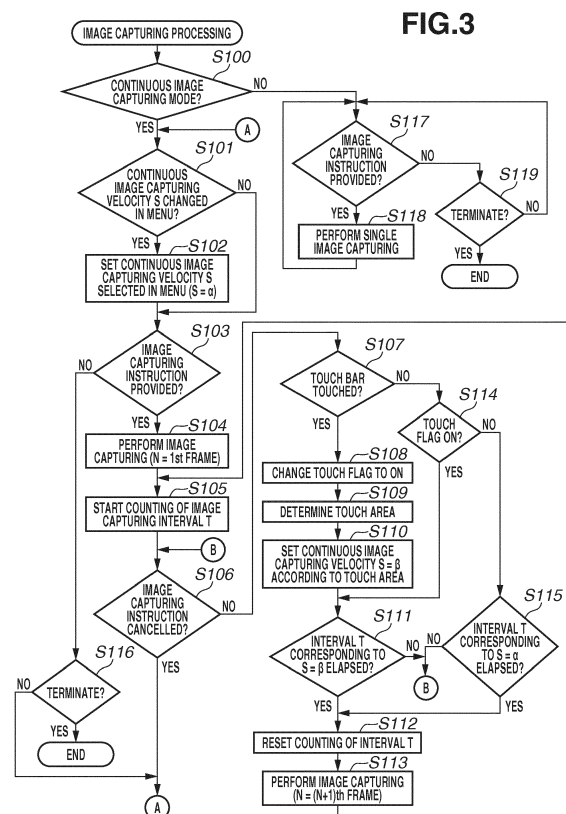 FIG.3
IMAGE CAPTURING PROCESSING
S100
CONTINUOUS IMAGE
CAPTURING MODE?
NO
YES
A
S101
CONTINUOUS
IMAGE CAPTURING
VELOCITY S CHANGED
IN MENU?
NO
YES
S102
SET CONTINUOUS IMAGE
CAPTURING VELOCITY S
SELECTED IN MENU (S = α)
S103
IMAGE
CAPTURING
INSTRUCTION
PROVIDED?
NO
YES
S104
PERFORM IMAGE
CAPTURING (N = 1st FRAME)
S105
START COUNTING OF IMAGE
CAPTURING INTERVAL T
B
S106
IMAGE
CAPTURING
INSTRUCTION
CANCELLED?
NO
YES
S116
NO
TERMINATE?
YES
END
A
S117
IMAGE
CAPTURING
INSTRUCTION
PROVIDED?
NO
YES
S118
PERFORM SINGLE
IMAGE CAPTURING
S119
TERMINATE?
NO
YES
END
S107
TOUCH BAR
TOUCHED?
NO
YES
S114
TOUCH
FLAG ON?
NO
YES
S108
CHANGE TOUCH FLAG TO ON
S109
DETERMINE TOUCH AREA
S110
SET CONTINUOUS IMAGE
CAPTURING VELOCITY S = β
ACCORDING TO TOUCH AREA
S111
INTERVAL T
CORRESPONDING TO
S = β ELAPSED?
NO
YES
B
S115
INTERVAL T
CORRESPONDING
TO S = α
ELAPSED?
NO
YES
S112
RESET COUNTING OF INTERVAL T
S113
PERFORM IMAGE CAPTURING
(N = (N+1)th FRAME)